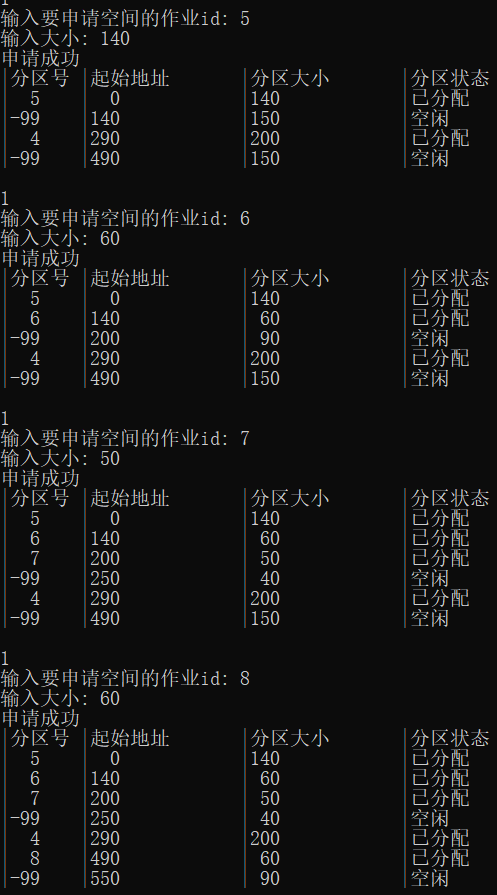 1
输入要申请空间的作业id: 5
输入大小: 140
申请成功
分区号 起始地址 分区大小 分区状态
5 0 140 已分配
-99 140 150 空闲
4 290 200 已分配
-99 490 150 空闲
1
输入要申请空间的作业id: 6
输入大小: 60
申请成功
分区号 起始地址 分区大小 分区状态
5 0 140 已分配
6 140 60 已分配
-99 200 90 空闲
4 290 200 已分配
-99 490 150 空闲
1
输入要申请空间的作业id: 7
输入大小: 50
申请成功
分区号 起始地址 分区大小 分区状态
5 0 140 已分配
6 140 60 已分配
7 200 50 已分配
-99 250 40 空闲
4 290 200 已分配
-99 490 150 空闲
1
输入要申请空间的作业id: 8
输入大小: 60
申请成功
分区号 起始地址 分区大小 分区状态
5 0 140 已分配
6 140 60 已分配
7 200 50 已分配
-99 250 40 空闲
4 290 200 已分配
8 490 60 已分配
-99 550 90 空闲